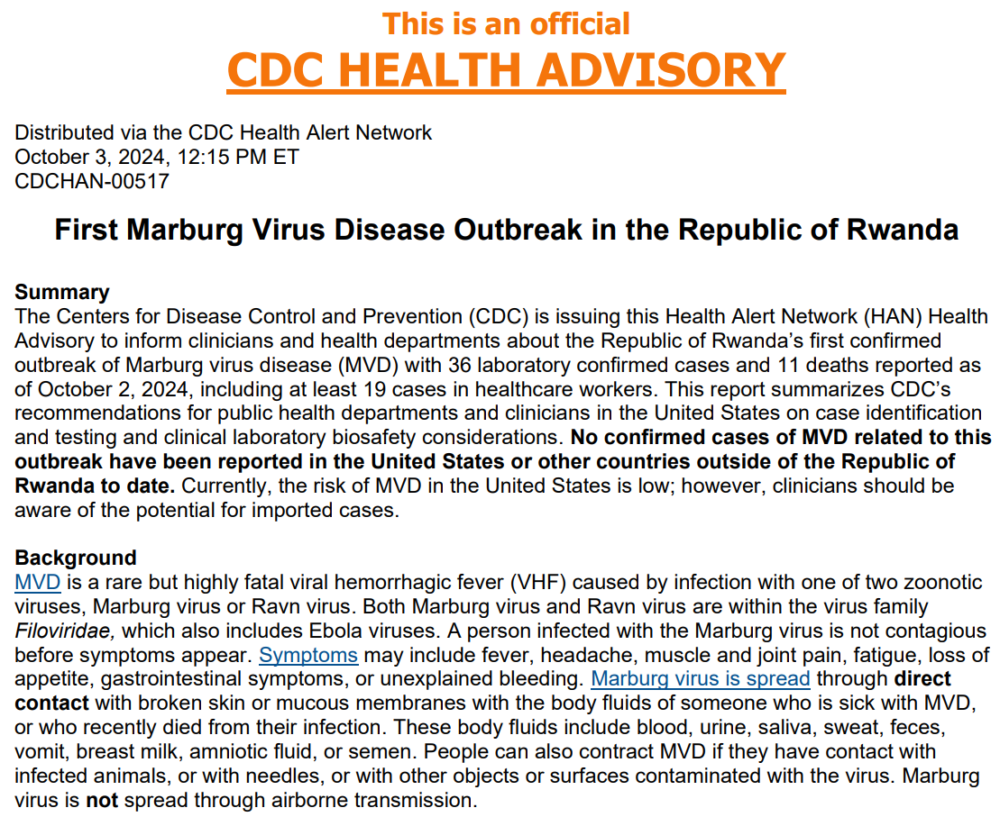 This is an official
CDC HEALTH ADVISORY
Distributed via the CDC Health Alert Network
October 3, 2024, 12:15 PM ET
CDCHAN-00517
First Marburg Virus Disease Outbreak in the Republic of Rwanda
Summary
The Centers for Disease Control and Prevention (CDC) is issuing this Health Alert Network (HAN) Health
Advisory to inform clinicians and health departments about the Republic of Rwanda’s first confirmed
outbreak of Marburg virus disease (MVD) with 36 laboratory confirmed cases and 11 deaths reported as
of October 2, 2024, including at least 19 cases in healthcare workers. This report summarizes CDC’s
recommendations for public health departments and clinicians in the United States on case identification
and testing and clinical laboratory biosafety considerations. No confirmed cases of MVD related to this
outbreak have been reported in the United States or other countries outside of the Republic of
Rwanda to date. Currently, the risk of MVD in the United States is low; however, clinicians should be
aware of the potential for imported cases.
Background
MVD is a rare but highly fatal viral hemorrhagic fever (VHF) caused by infection with one of two zoonotic
viruses, Marburg virus or Ravn virus. Both Marburg virus and Ravn virus are within the virus family
Filoviridae, which also includes Ebola viruses. A person infected with the Marburg virus is not contagious
before symptoms appear. Symptoms may include fever, headache, muscle and joint pain, fatigue, loss of
appetite, gastrointestinal symptoms, or unexplained bleeding. Marburg virus is spread through direct
contact with broken skin or mucous membranes with the body fluids of someone who is sick with MVD,
or who recently died from their infection. These body fluids include blood, urine, saliva, sweat, feces,
vomit, breast milk, amniotic fluid, or semen. People can also contract MVD if they have contact with
infected animals, or with needles, or with other objects or surfaces contaminated with the virus. Marburg
virus is not spread through airborne transmission.